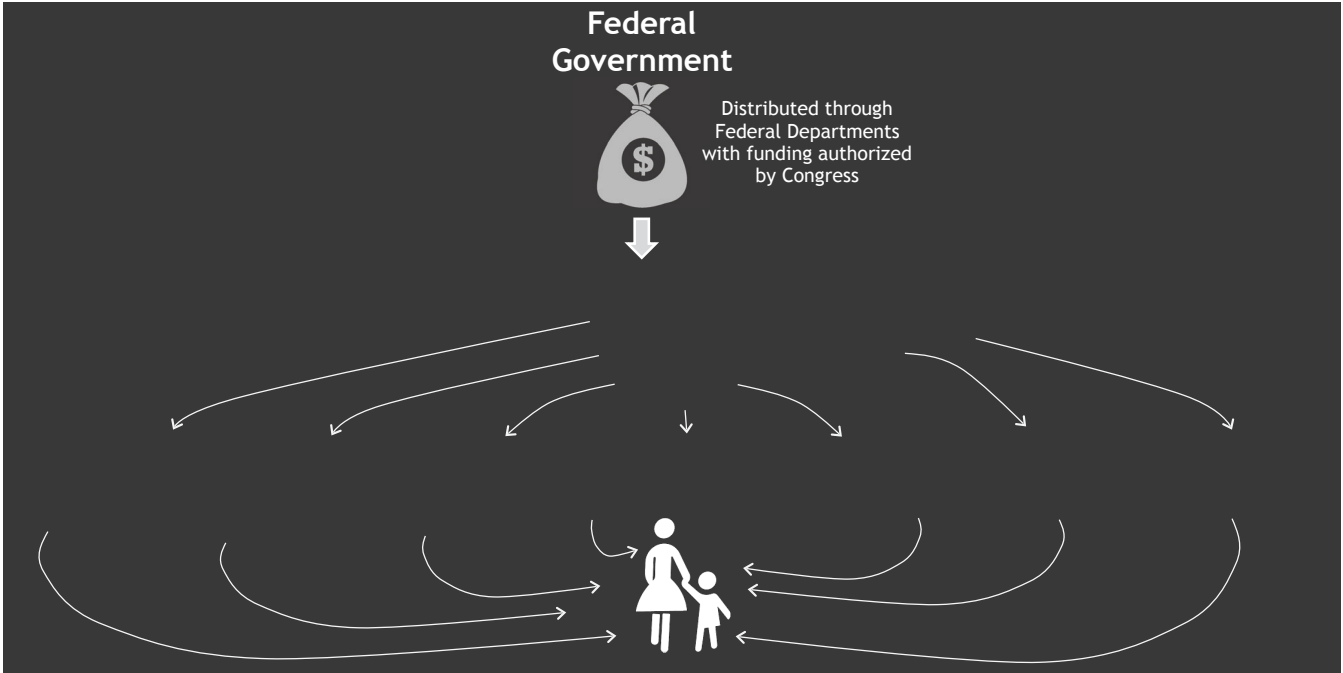 Federal
Government
$
Distributed through
Federal Departments
with funding authorized
by Congress